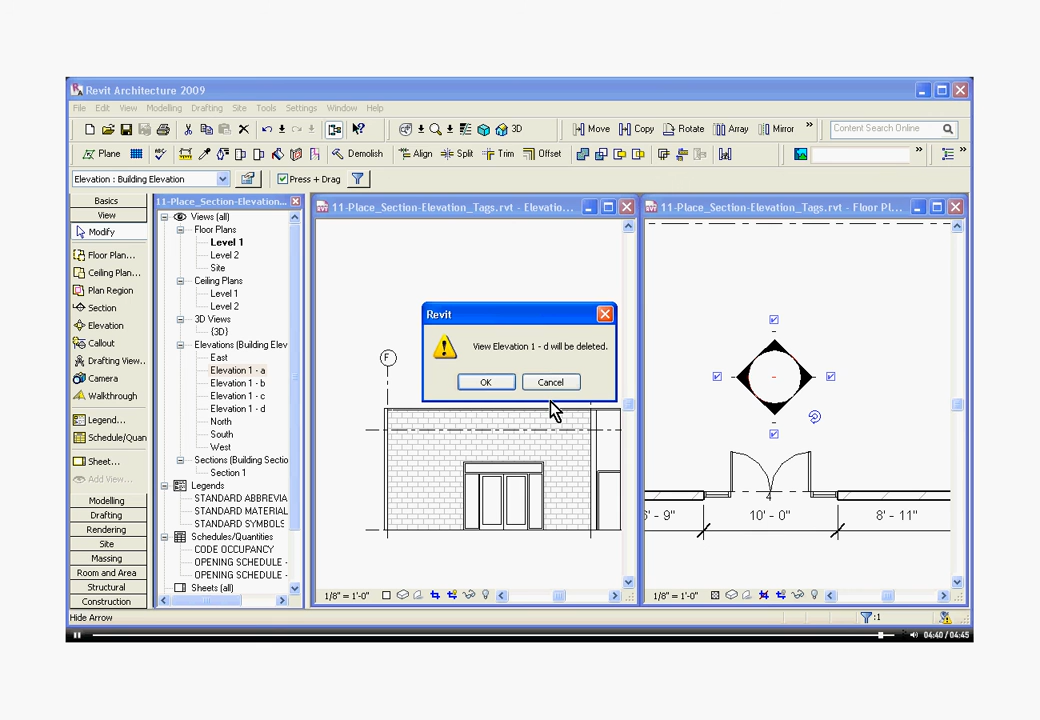 Revit Architecture 2009
File Edit View Modelling Drafting Site Tools Settings Window Help
3D Move Copy Rotate Array Mirror » Content Search Online
Plane Demolish Align Split Trim Offset » »
Elevation : Building Elevation Press + Drag
Basics
View
Modify
Floor Plan...
Ceiling Plan...
Plan Region
Section
Elevation
Callout
Drafting View...
Camera
Walkthrough
Legend...
Schedule/Quan
Sheet...
Add View...
Modelling
Drafting
Rendering
Site
Massing
Room and Area
Structural
Construction
11-Place_Section-Elevation...
Views (all)
Floor Plans
Level 1
Level 2
Site
Ceiling Plans
Level 1
Level 2
3D Views
{3D}
Elevations (Building Elev
East
Elevation 1 - a
Elevation 1 - b
Elevation 1 - c
Elevation 1 - d
North
South
West
Sections (Building Sectio
Section 1
Legends
STANDARD ABBREVIA
STANDARD MATERIAL
STANDARD SYMBOLS
Schedules/Quantities
CODE OCCUPANCY
OPENING SCHEDULE -
OPENING SCHEDULE -
Sheets (all)
11-Place_Section-Elevation_Tags.rvt - Elevatio...
F
1/8" = 1'-0"
Revit
View Elevation 1 - d will be deleted.
OK Cancel
11-Place_Section-Elevation_Tags.rvt - Floor Pl...
4
' - 9" 10' - 0" 8' - 11"
1/8" = 1'-0"
Hide Arrow :1
04:40 / 04:45